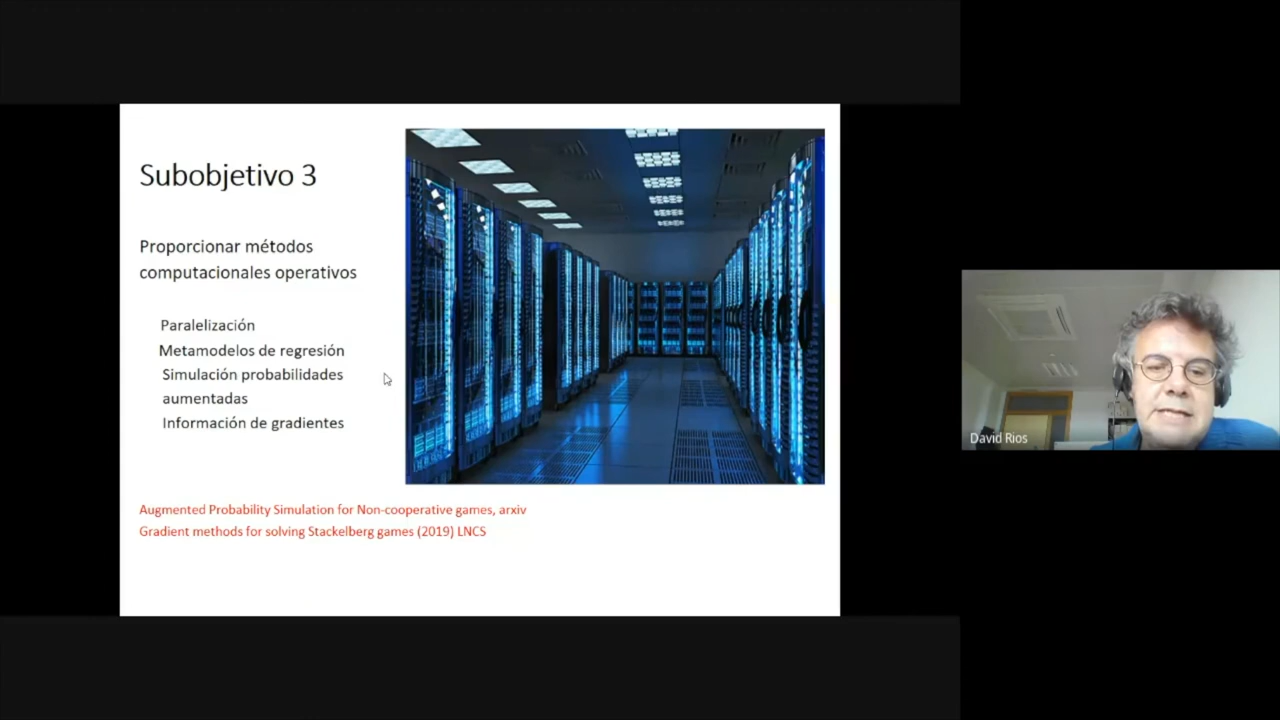 Subobjetivo 3
Proporcionar métodos
computacionales operativos
Paralelización
Metamodelos de regresión
Simulación probabilidades
aumentadas
Información de gradientes
Augmented Probability Simulation for Non-cooperative games, arxiv
Gradient methods for solving Stackelberg games (2019) LNCS
David Rios